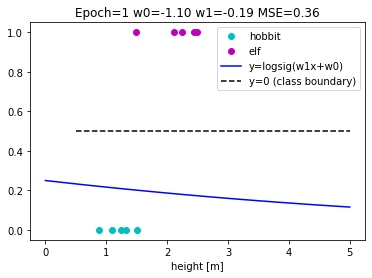 Epoch=1 w0=-1.10 w1=-0.19 MSE=0.36
1.0
0.8
0.6
0.4
0.2
0.0
hobbit
elf
y=logsig(w1x+w0)
y=0 (class boundary)
0 1 2 3 4 5
height [m]